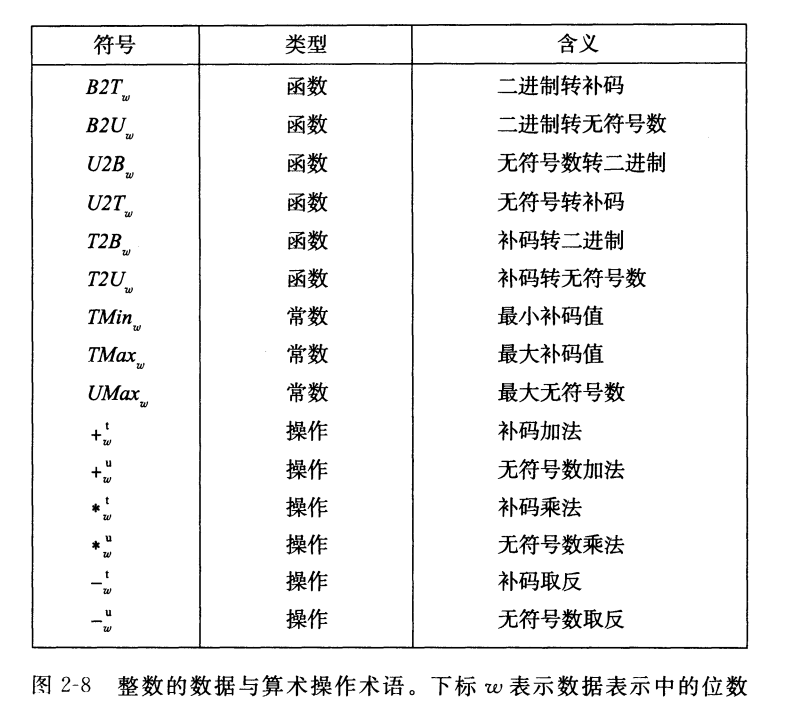 符号 类型 含义
B2T_w 函数 二进制转补码
B2U_w 函数 二进制转无符号数
U2B_w 函数 无符号数转二进制
U2T_w 函数 无符号转补码
T2B_w 函数 补码转二进制
T2U_w 函数 补码转无符号数
TMin_w 常数 最小补码值
TMax_w 常数 最大补码值
UMax_w 常数 最大无符号数
+^t_w 操作 补码加法
+^u_w 操作 无符号数加法
*^t_w 操作 补码乘法
*^u_w 操作 无符号数乘法
-^t_w 操作 补码取反
-^u_w 操作 无符号数取反
图 2-8 整数的数据与算术操作术语。下标 w 表示数据表示中的位数